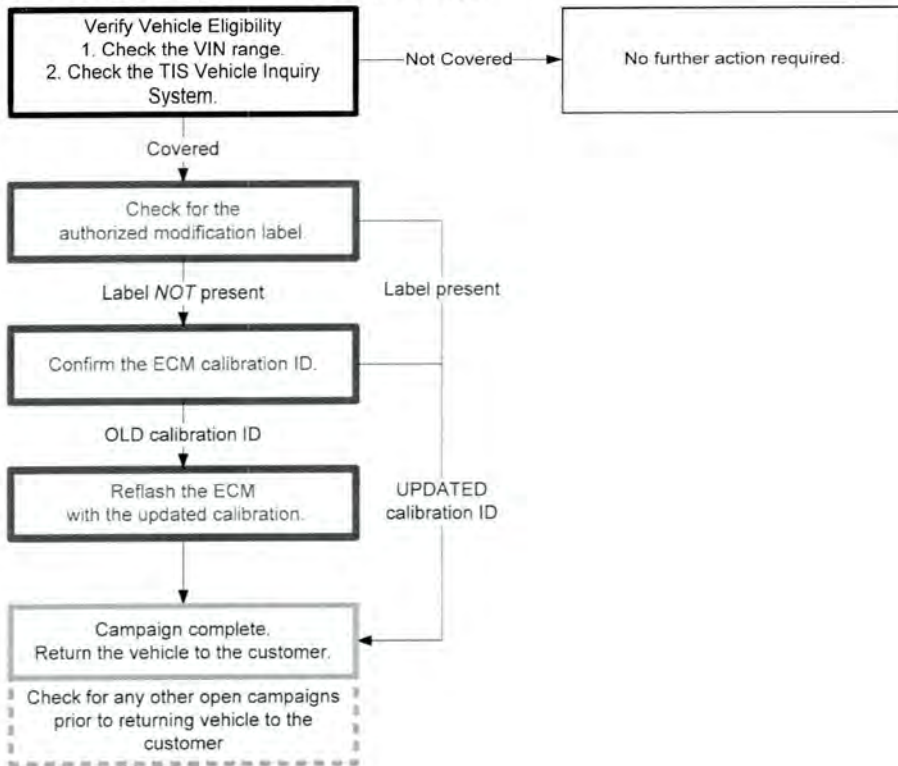 Verify Vehicle Eligibility
1. Check the VIN range.
2. Check the TIS Vehicle Inquiry
System.
Not Covered
No further action required.
Covered
Check for the
authorized modification label
Label NOT present
Label present
Confirm the ECM calibration ID.
OLD calibration ID
UPDATED
calibration ID
Reflash the ECM
with the updated calibration.
Campaign complete.
Return the vehicle to the customer.
Check for any other open campaigns
prior to returning vehicle to the
customer